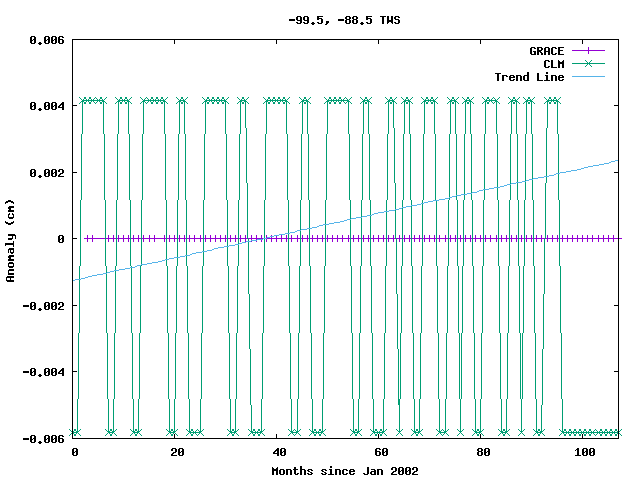 -99.5, -88.5 TWS
GRACE
CLM
Trend Line
0.006
0.004
0.002
0
-0.002
-0.004
-0.006
Anomaly (cm)
0 20 40 60 80 100
Months since Jan 2002